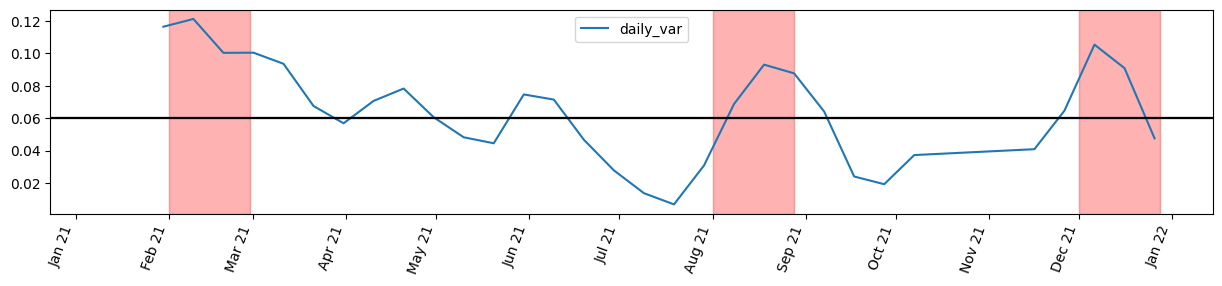 0.12
0.10
0.08
0.06
0.04
0.02
daily_var
Jan 21
Feb 21
Mar 21
Apr 21
May 21
Jun 21
Jul 21
Aug 21
Sep 21
Oct 21
Nov 21
Dec 21
Jan 22